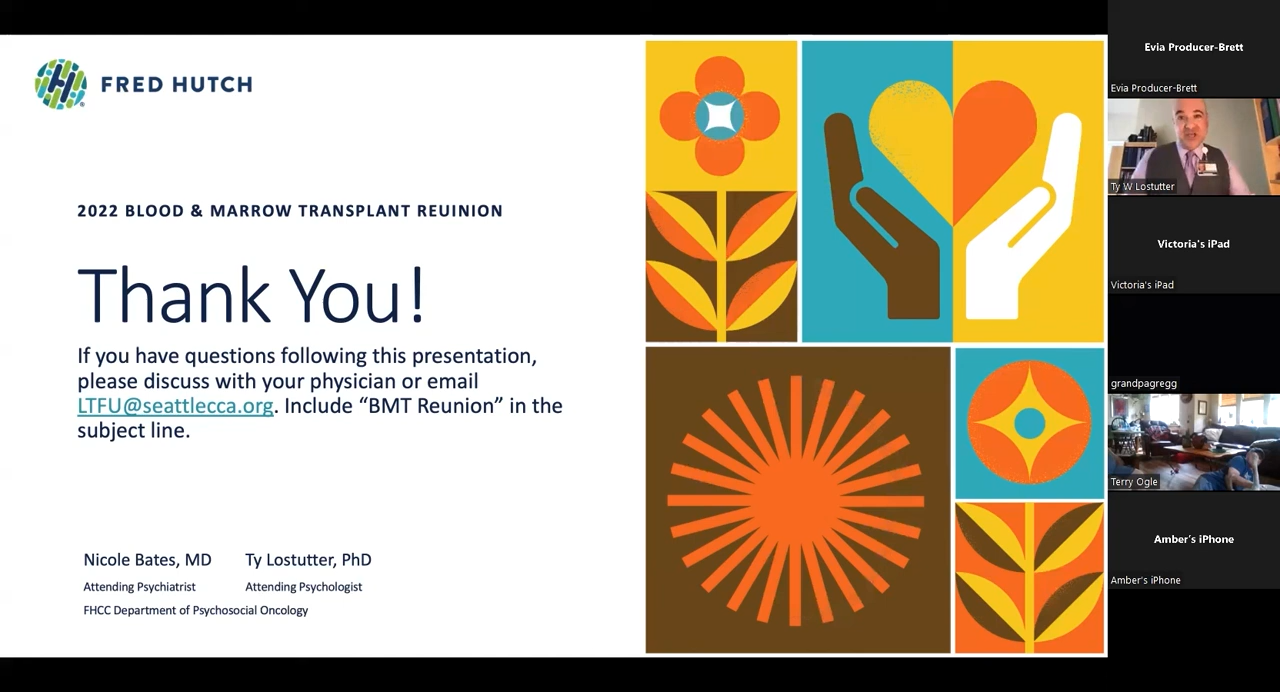 FRED HUTCH
2022 BLOOD & MARROW TRANSPLANT REUINION
Thank You!
If you have questions following this presentation,
please discuss with your physician or email
LTFU@seattlecca.org. Include “BMT Reunion” in the
subject line.
Nicole Bates, MD
Attending Psychiatrist
Ty Lostutter, PhD
Attending Psychologist
FHCC Department of Psychosocial Oncology
Evia Producer-Brett
Evia Producer-Brett
Ty W Lostutter
Victoria's iPad
Victoria's iPad
grandpagregg
Terry Ogle
Amber's iPhone
Amber's iPhone